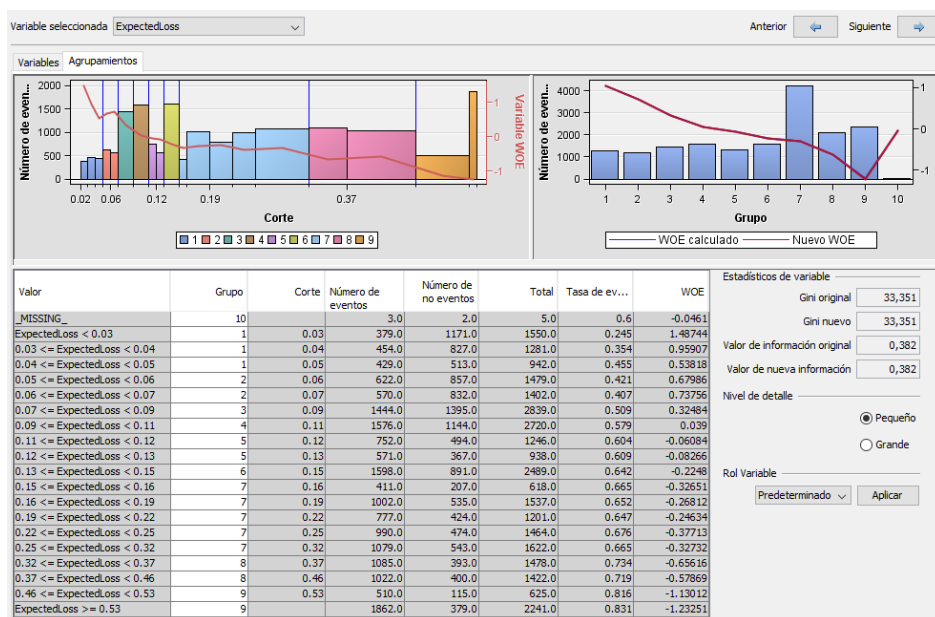 Variable seleccionada ExpectedLoss Anterior Siguiente
Variables Agrupamientos
Número de even...
2000
1500
1000
500
0
1
0
-1
Variable WOE
0.02 0.06 0.12 0.19 0.37
Corte
1 2 3 4 5 6 7 8 9
Número de even...
4000
3000
2000
1000
0
1
0
-1
1 2 3 4 5 6 7 8 9 10
Grupo
WOE calculado Nuevo WOE
Valor Grupo Corte Número de eventos Número de no eventos Total Tasa de ev... WOE
_MISSING_ 10 3.0 2.0 5.0 0.6 -0.0461
ExpectedLoss < 0.03 1 0.03 379.0 1171.0 1550.0 0.245 1.48744
0.03 <= ExpectedLoss < 0.04 1 0.04 454.0 827.0 1281.0 0.354 0.95907
0.04 <= ExpectedLoss < 0.05 1 0.05 429.0 513.0 942.0 0.455 0.53818
0.05 <= ExpectedLoss < 0.06 2 0.06 622.0 857.0 1479.0 0.421 0.67986
0.06 <= ExpectedLoss < 0.07 2 0.07 570.0 832.0 1402.0 0.407 0.73756
0.07 <= ExpectedLoss < 0.09 3 0.09 1444.0 1395.0 2839.0 0.509 0.32484
0.09 <= ExpectedLoss < 0.11 4 0.11 1576.0 1144.0 2720.0 0.579 0.039
0.11 <= ExpectedLoss < 0.12 5 0.12 752.0 494.0 1246.0 0.604 -0.06084
0.12 <= ExpectedLoss < 0.13 5 0.13 571.0 367.0 938.0 0.609 -0.08266
0.13 <= ExpectedLoss < 0.15 6 0.15 1598.0 891.0 2489.0 0.642 -0.2248
0.15 <= ExpectedLoss < 0.16 7 0.16 411.0 207.0 618.0 0.665 -0.32651
0.16 <= ExpectedLoss < 0.19 7 0.19 1002.0 535.0 1537.0 0.652 -0.26812
0.19 <= ExpectedLoss < 0.22 7 0.22 777.0 424.0 1201.0 0.647 -0.24634
0.22 <= ExpectedLoss < 0.25 7 0.25 990.0 474.0 1464.0 0.676 -0.37713
0.25 <= ExpectedLoss < 0.32 7 0.32 1079.0 543.0 1622.0 0.665 -0.32732
0.32 <= ExpectedLoss < 0.37 8 0.37 1085.0 393.0 1478.0 0.734 -0.65616
0.37 <= ExpectedLoss < 0.46 8 0.46 1022.0 400.0 1422.0 0.719 -0.57869
0.46 <= ExpectedLoss < 0.53 9 0.53 510.0 115.0 625.0 0.816 -1.13012
ExpectedLoss >= 0.53 9 1862.0 379.0 2241.0 0.831 -1.23251
Estadísticos de variable
Gini original 33,351
Gini nuevo 33,351
Valor de información original 0,382
Valor de nueva información 0,382
Nivel de detalle
Pequeño
Grande
Rol Variable
Predeterminado Aplicar